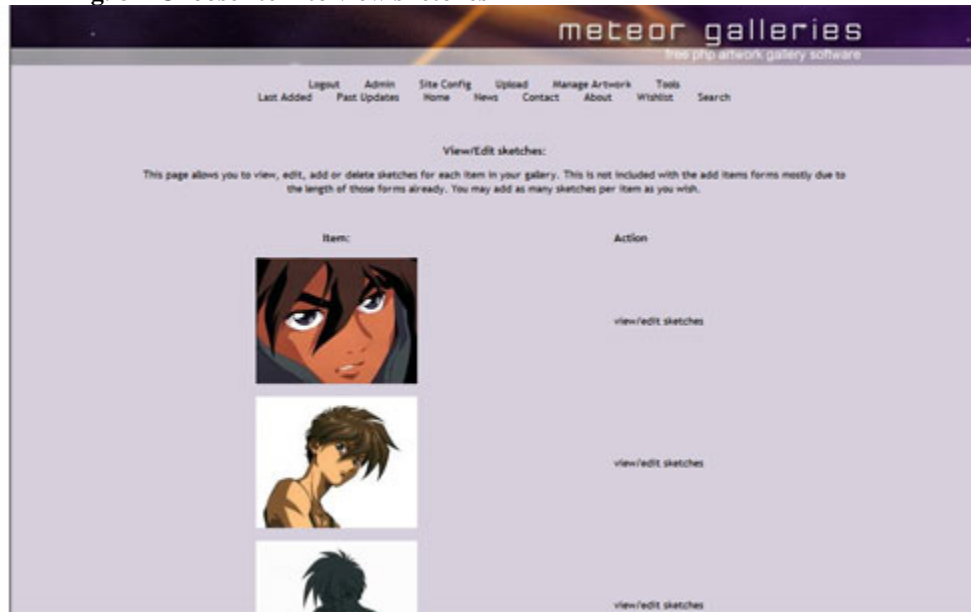 meteor galleries
free php artwork gallery software
Logout Admin Site Config Upload Manage Artwork Tools
Last Added Past Updates Home News Contact About Wishlist Search
View/Edit sketches:
This page allows you to view, edit, add or delete sketches for each item in your gallery. This is not included with the add items forms mostly due to
the length of those forms already. You may add as many sketches per item as you wish.
Item: Action
view/edit sketches
view/edit sketches
view/edit sketches